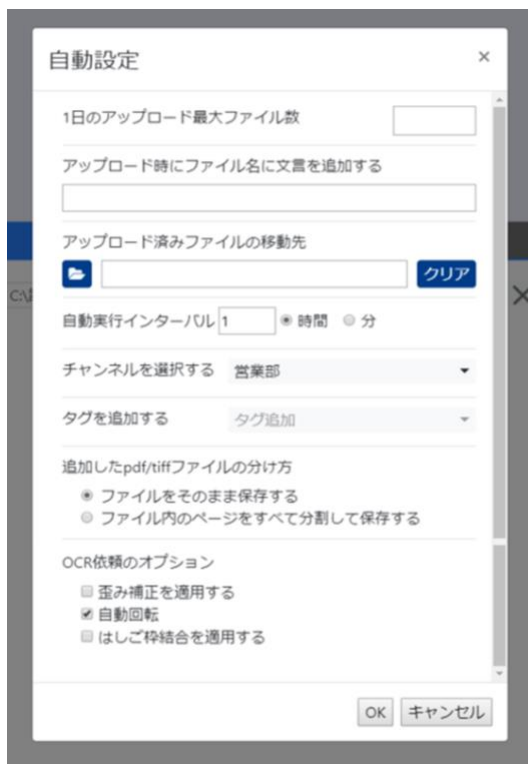 自動設定
×
1日のアップロード最大ファイル数
アップロード時にファイル名に文言を追加する
アップロード済みファイルの移動先
クリア
C:\
自動実行インターバル 1 時間 分
チャンネルを選択する 営業部
タグを追加する タグ追加
追加したpdf/tiffファイルの分け方
ファイルをそのまま保存する
ファイル内のページをすべて分割して保存する
OCR依頼のオプション
歪み補正を適用する
自動回転
はしご枠結合を適用する
OK キャンセル